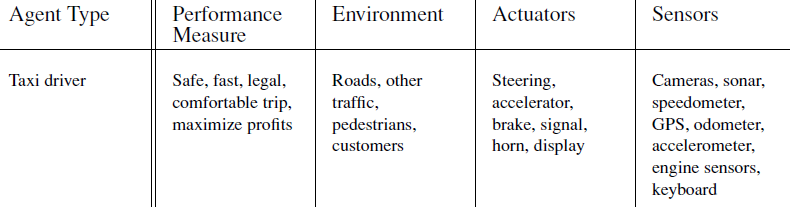 Agent Type
Performance
Measure
Environment
Actuators
Sensors
Taxi driver
Safe, fast, legal,
comfortable trip,
maximize profits
Roads, other
traffic,
pedestrians,
customers
Steering,
accelerator,
brake, signal,
horn, display
Cameras, sonar,
speedometer,
GPS, odometer,
accelerometer,
engine sensors,
keyboard